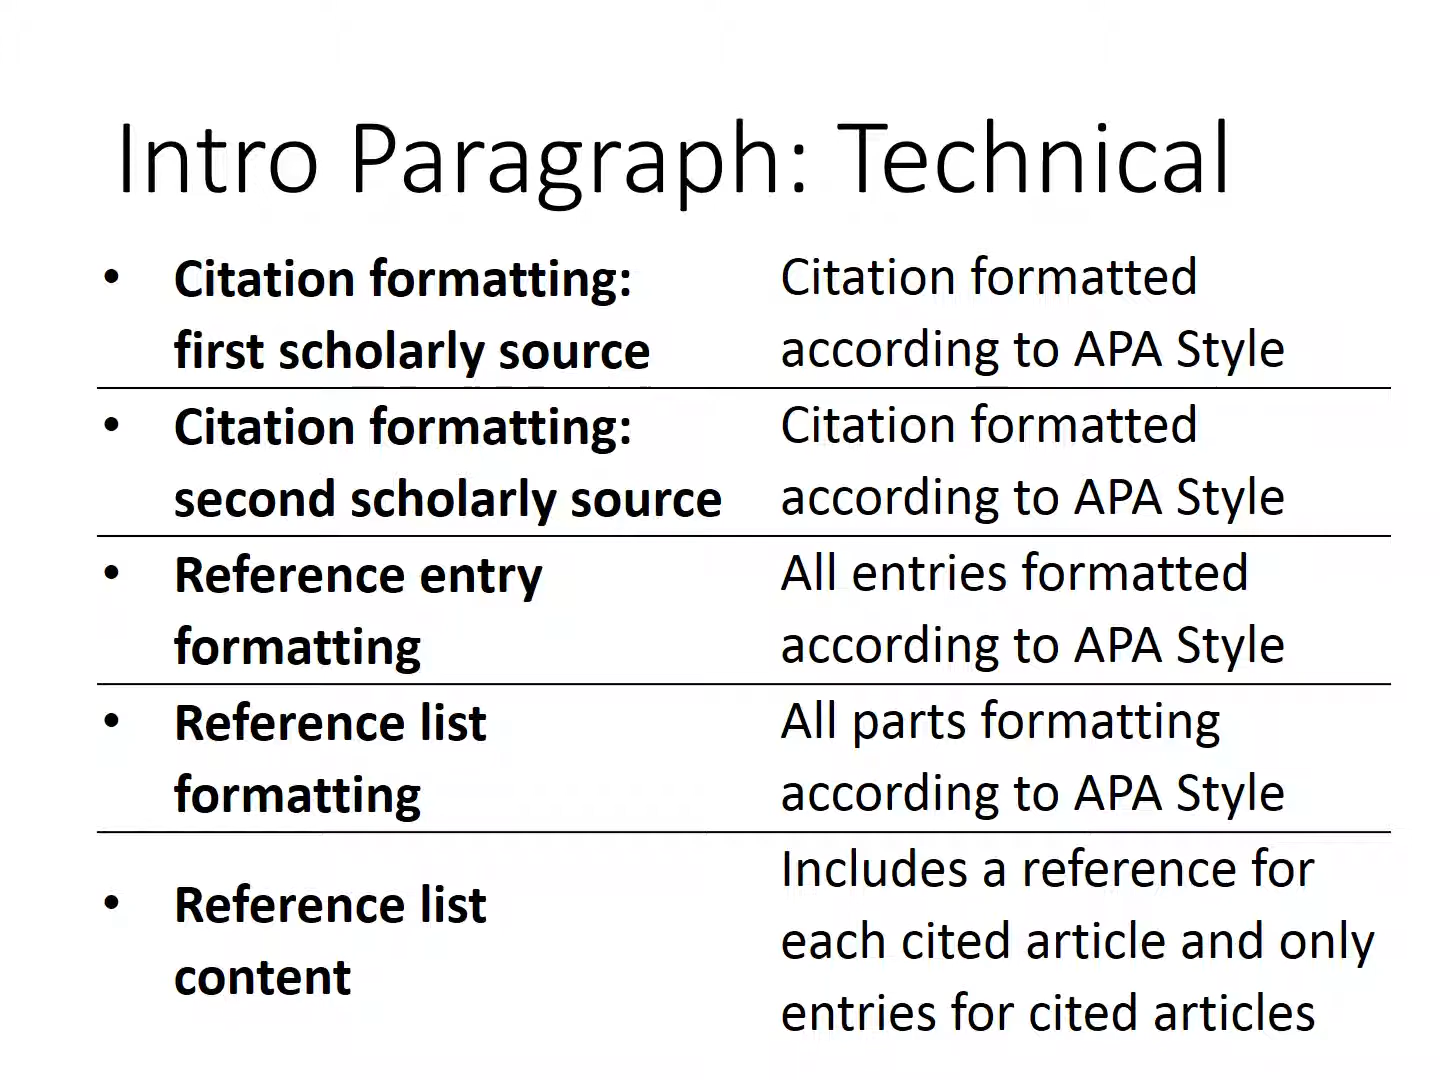 Intro Paragraph: Technical
• Citation formatting:
first scholarly source
Citation formatted
according to APA Style
• Citation formatting:
second scholarly source
Citation formatted
according to APA Style
• Reference entry
formatting
All entries formatted
according to APA Style
• Reference list
formatting
All parts formatting
according to APA Style
• Reference list
content
Includes a reference for
each cited article and only
entries for cited articles